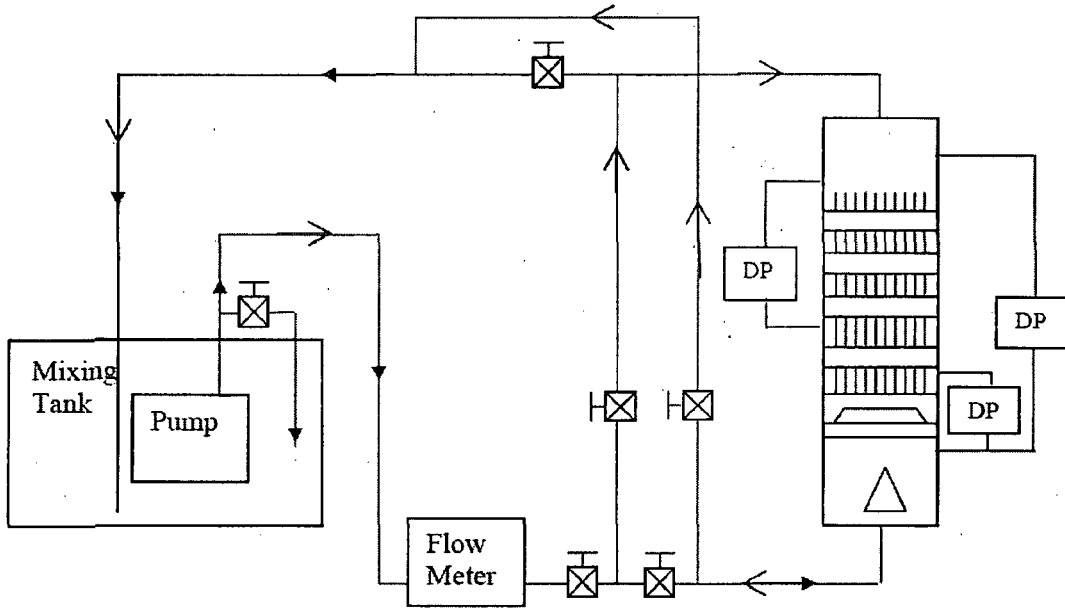 DP
DP
Mixing
Tank
Pump
DP
Flow
Meter